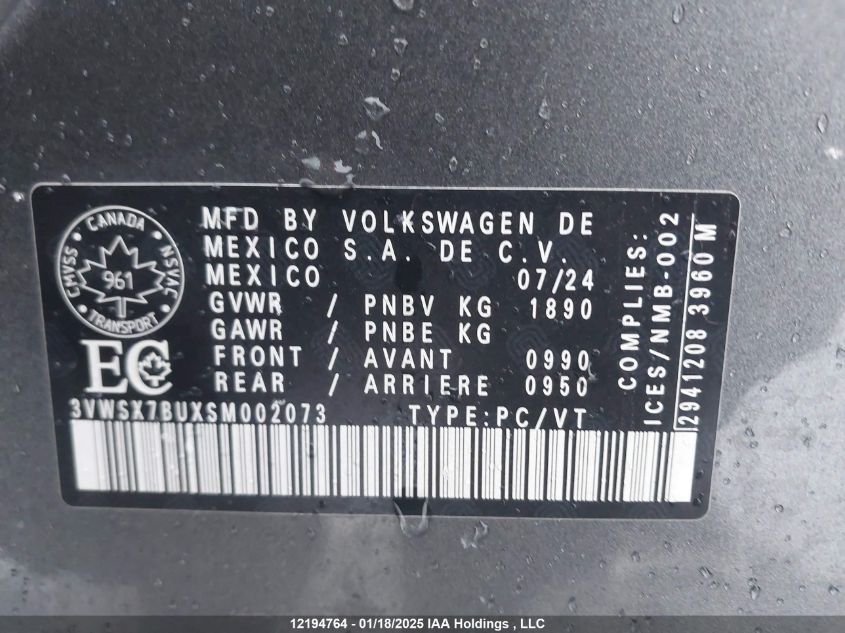 CANADA
CMVSS
NSVAC
961
TRANSPORT
EC
MFD BY VOLKSWAGEN DE
MEXICO S.A. DE C.V.
MEXICO 07/24
GVWR / PNBV KG 1890
GAWR / PNBE KG
FRONT / AVANT 0990
REAR / ARRIERE 0950
3VWSX7BUXSM002073 TYPE:PC/VT
COMPLIES:
ICES/NMB-002
2941208 3960 M
12194764 - 01/18/2025 IAA Holdings , LLC